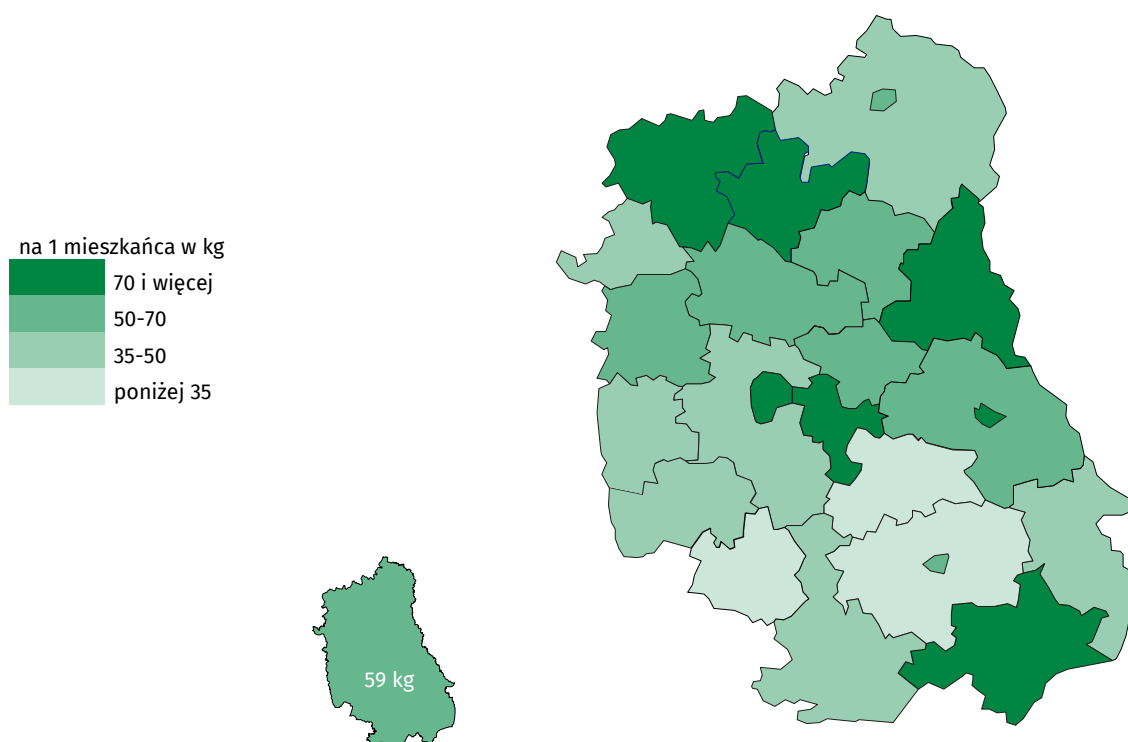 na 1 mieszkańca w kg
70 i więcej
50-70
35-50
poniżej 35
59 kg